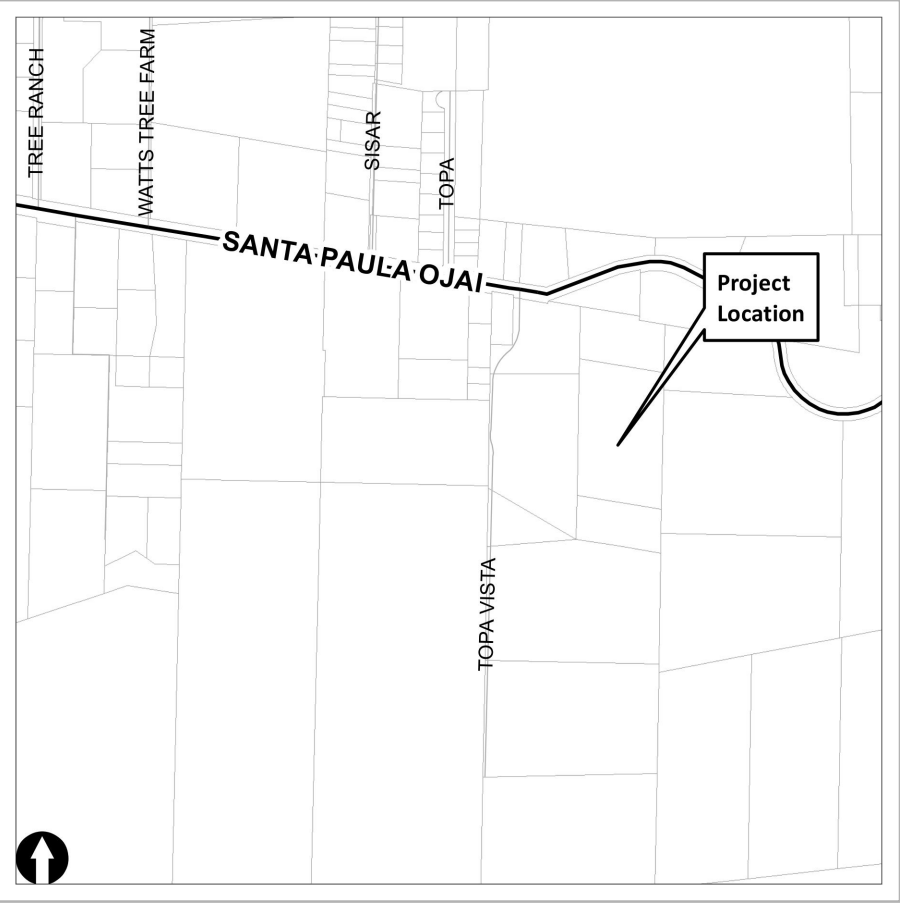 TREE RANCH
WATTS TREE FARM
SISAR
TOPA
SANTA PAULA OJAI
Project
Location
TOPA VISTA